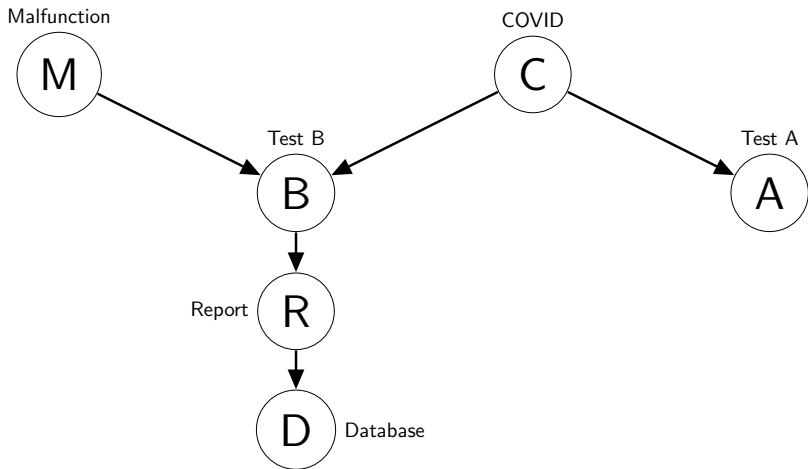 Malfunction
M
COVID
C
Test B
B
Test A
A
Report
R
D
Database